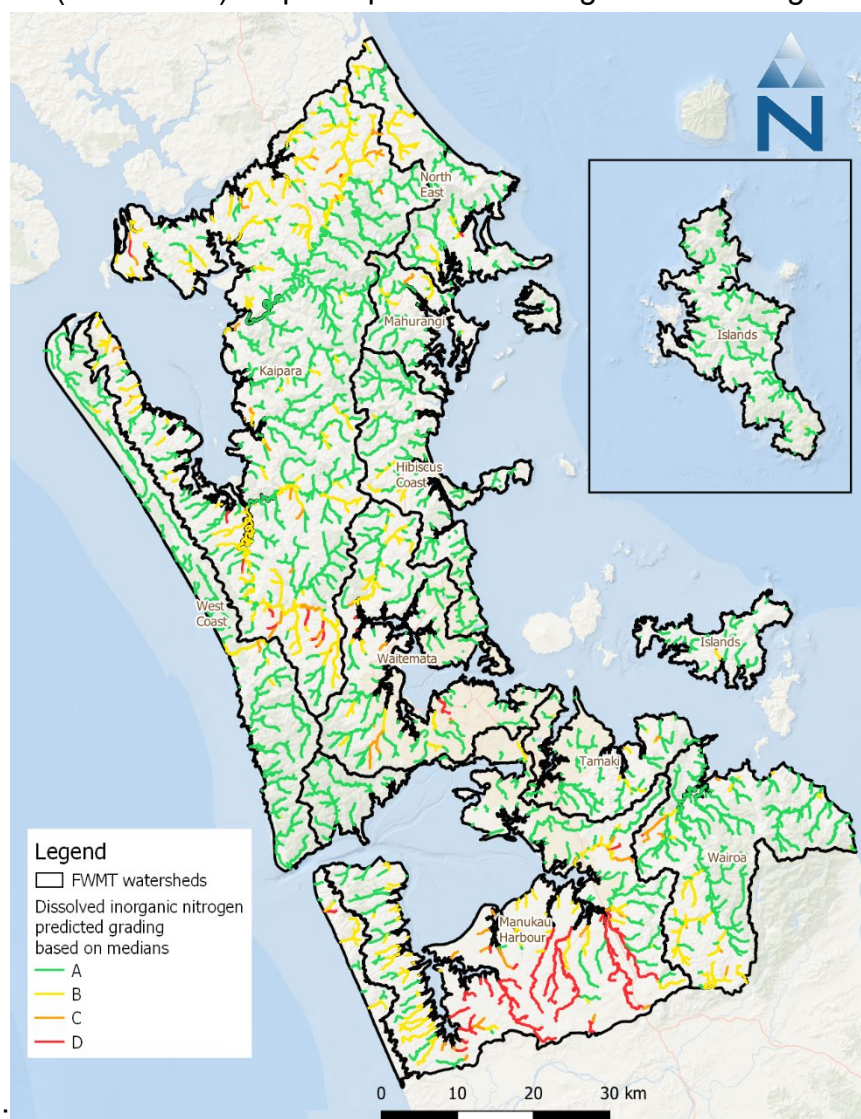 N
North
East
Islands
Mahurangi
Kaipara
Hibiscus
Coast
West
Coast
Waitemata
Islands
Tamaki
Wairoa
Manukau
Harbour
Legend
FWMT watersheds
Dissolved inorganic nitrogen
predicted grading
based on medians
A
B
C
D
0 10 20 30 km
.